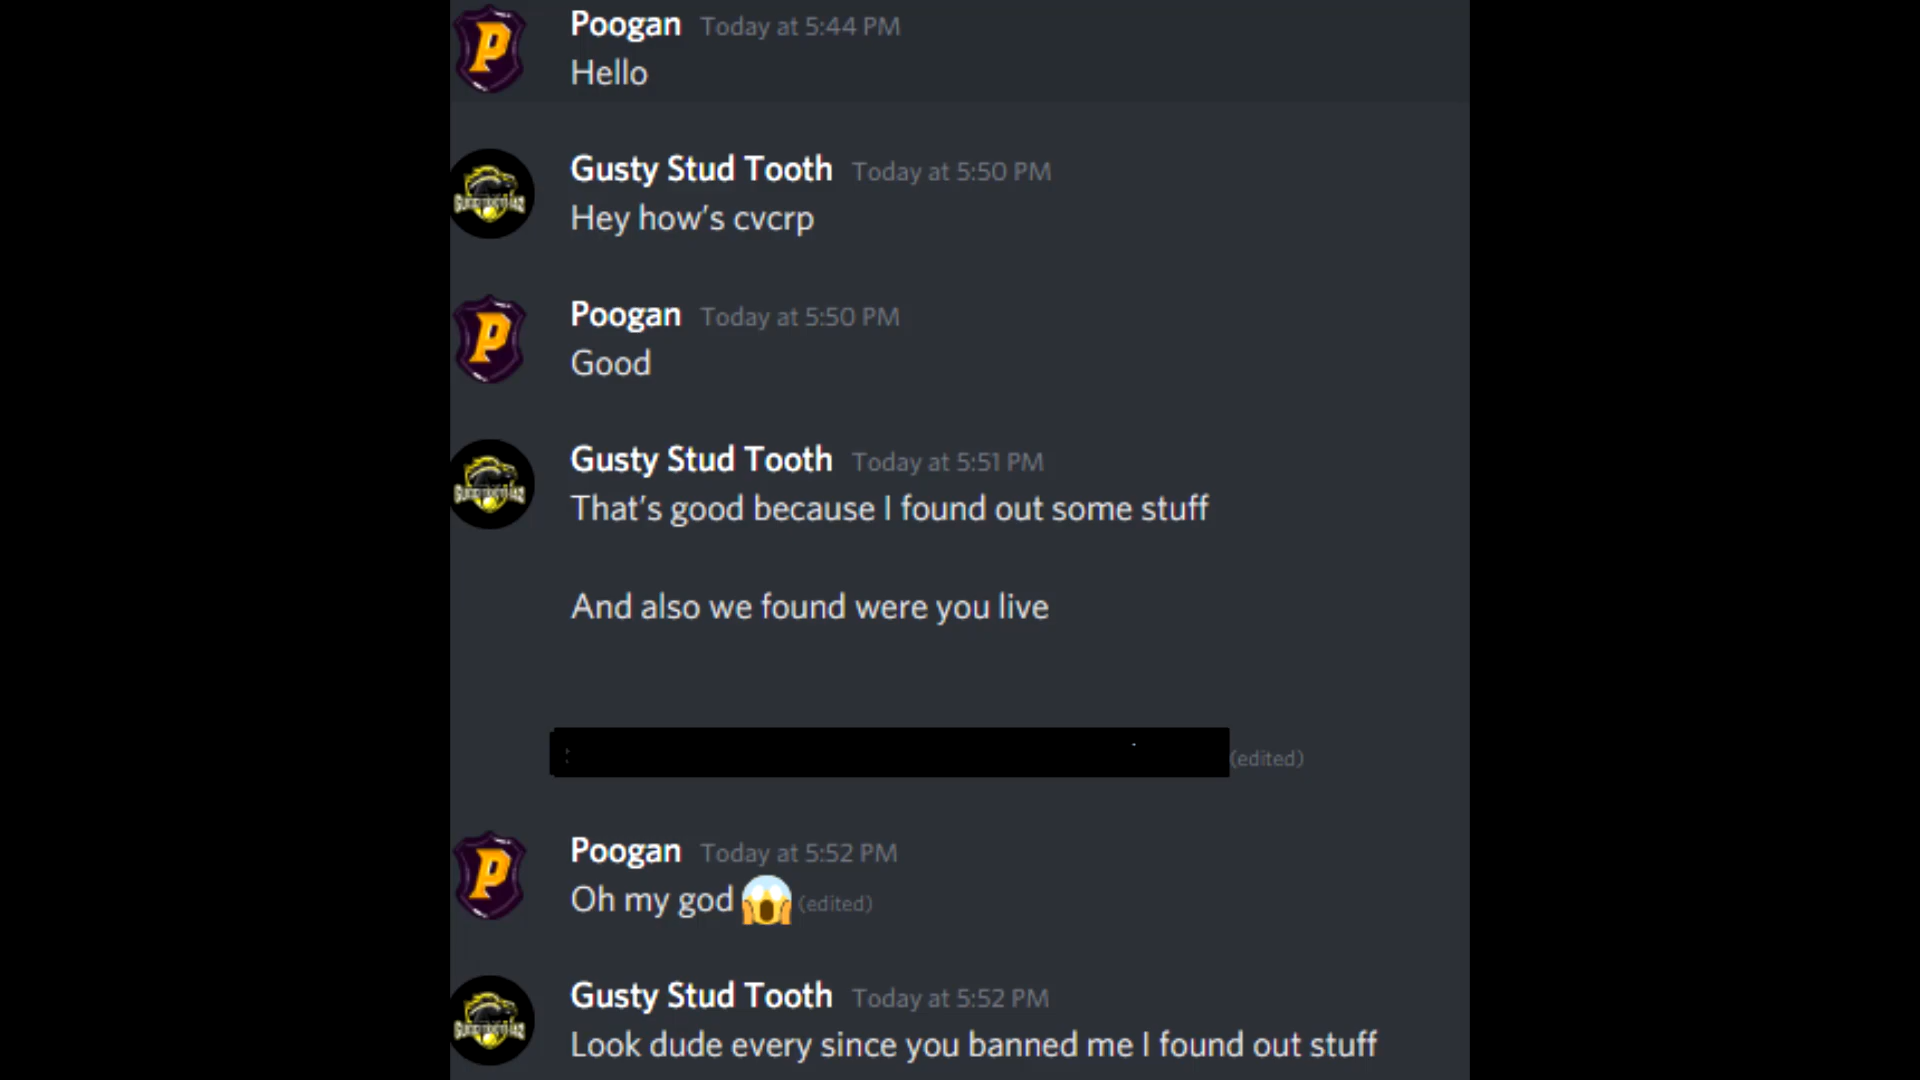 Poogan Today at 5:44 PM
Hello
Gusty Stud Tooth Today at 5:50 PM
Hey how's cvcrp
Poogan Today at 5:50 PM
Good
Gusty Stud Tooth Today at 5:51 PM
That's good because I found out some stuff
And also we found were you live
(edited)
Poogan Today at 5:52 PM
Oh my god 😱 (edited)
Gusty Stud Tooth Today at 5:52 PM
Look dude every since you banned me I found out stuff